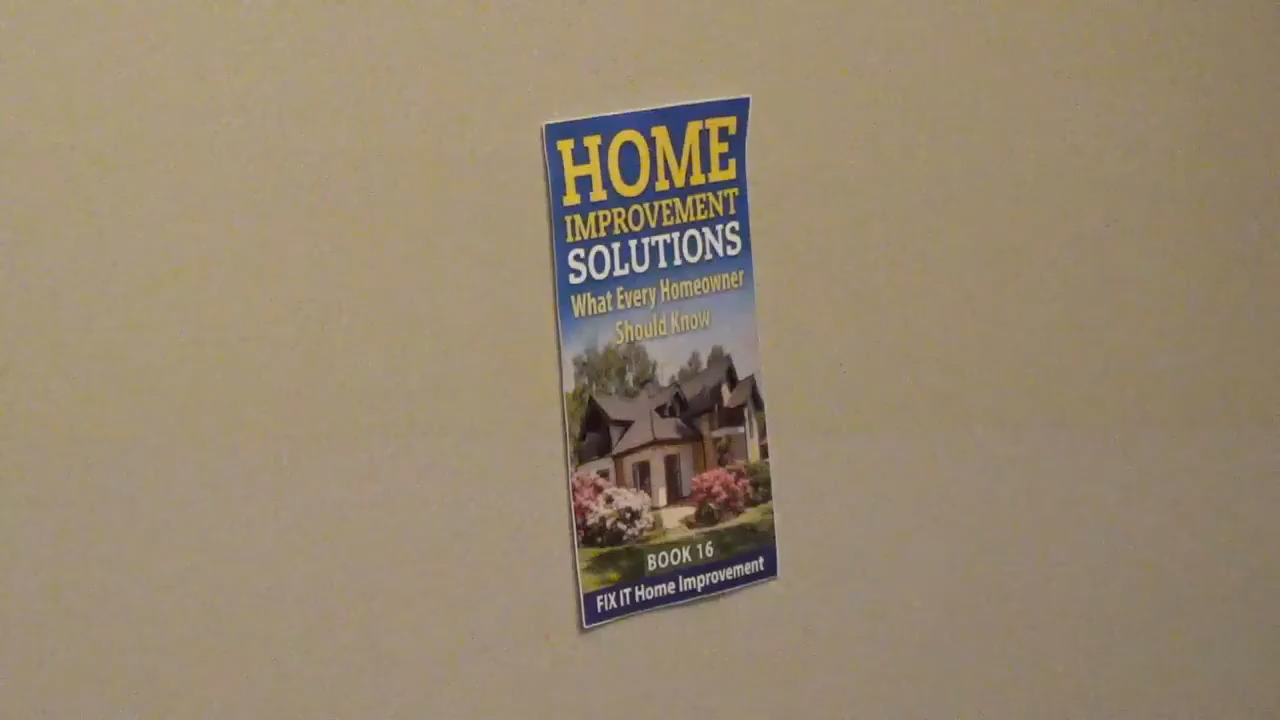 HOME
IMPROVEMENT
SOLUTIONS
What Every Homeowner
Should Know
BOOK 16
FIX IT Home Improvement